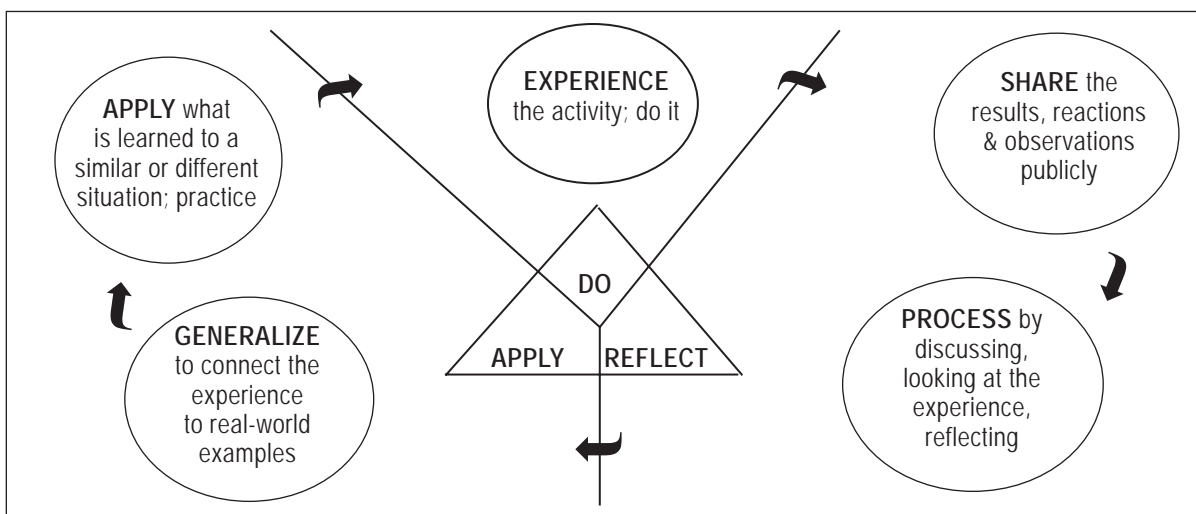 EXPERIENCE
the activity; do it
SHARE the
results, reactions
& observations
publicly
PROCESS by
discussing,
looking at the
experience,
reflecting
GENERALIZE
to connect the
experience
to real-world
examples
APPLY what
is learned to a
similar or different
situation; practice
DO
APPLY
REFLECT